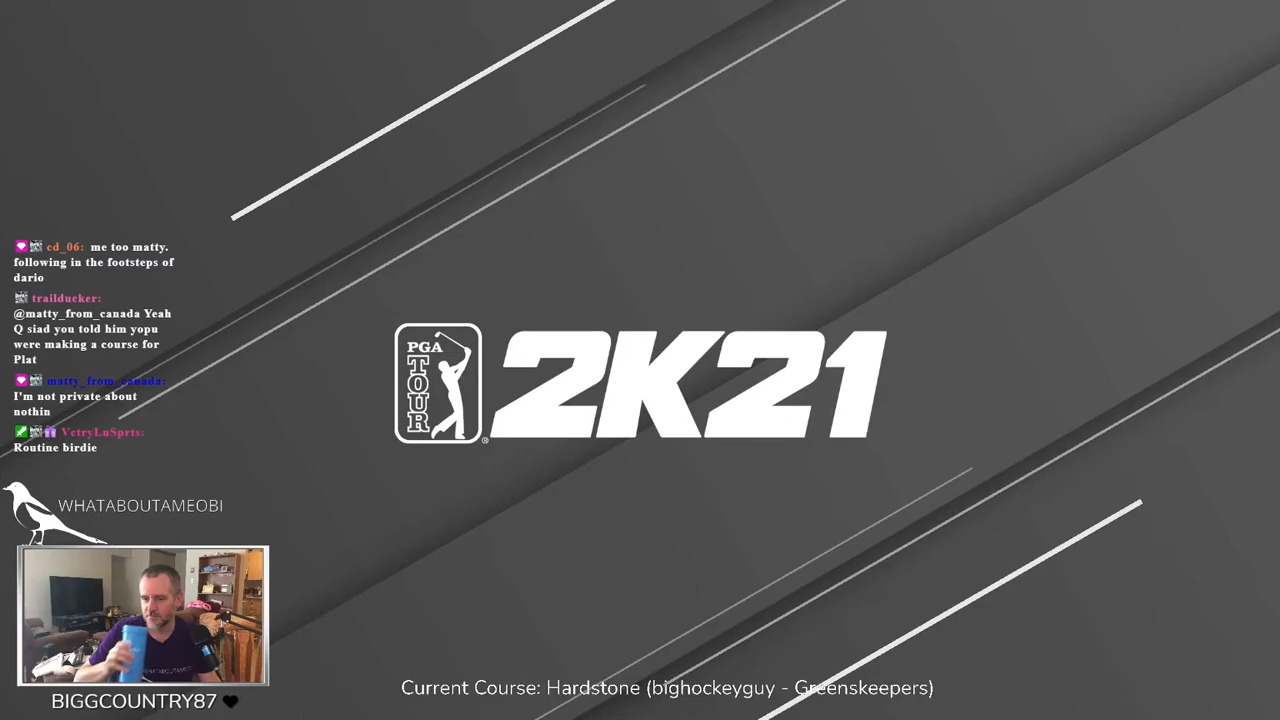 cd_06: me too matty.
following in the footsteps of
dario
trailducker:
@matty_from_canada Yeah
Q siad you told him yopu
were making a course for
Plat
matty_from_canada:
I'm not private about
nothin
VctryLnSprts:
Routine birdie
PGA
TOUR
®
2K21
WHATABOUTAMEOBI
BIGGCOUNTRY87
Current Course: Hardstone (bighockeyguy - Greenskeepers)